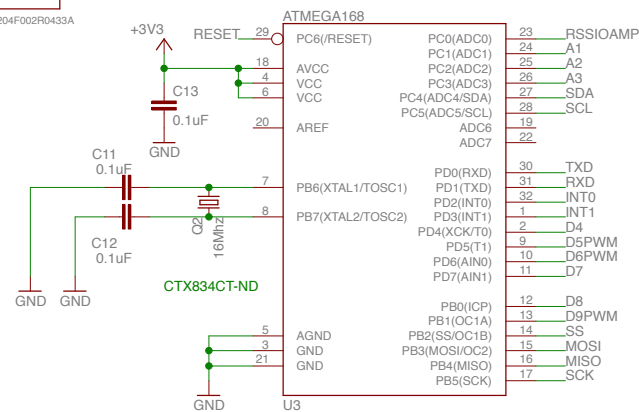 204F002R0433A
ATMEGA168
+3V3
RESET 29 PC6(/RESET) PC0(ADC0) 23 RSSIOAMP
PC1(ADC1) 24 A1
18 AVCC PC2(ADC2) 25 A2
4 VCC PC3(ADC3) 26 A3
6 VCC PC4(ADC4/SDA) 27 SDA
PC5(ADC5/SCL) 28 SCL
C13
0.1uF
GND
20 AREF ADC6 19
ADC7 22
C11
0.1uF
7 PB6(XTAL1/TOSC1)
8 PB7(XTAL2/TOSC2)
Q2
16Mhz
C12
0.1uF
CTX834CT-ND
GND
GND
PD0(RXD) 30 TXD
PD1(TXD) 31 RXD
PD2(INT0) 32 INT0
PD3(INT1) 1 INT1
PD4(XCK/T0) 2 D4
PD5(T1) 9 D5PWM
PD6(AIN0) 10 D6PWM
PD7(AIN1) 11 D7
PB0(ICP) 12 D8
PB1(OC1A) 13 D9PWM
5 AGND PB2(SS/OC1B) 14 SS
3 GND PB3(MOSI/OC2) 15 MOSI
21 GND PB4(MISO) 16 MISO
PB5(SCK) 17 SCK
GND
U3